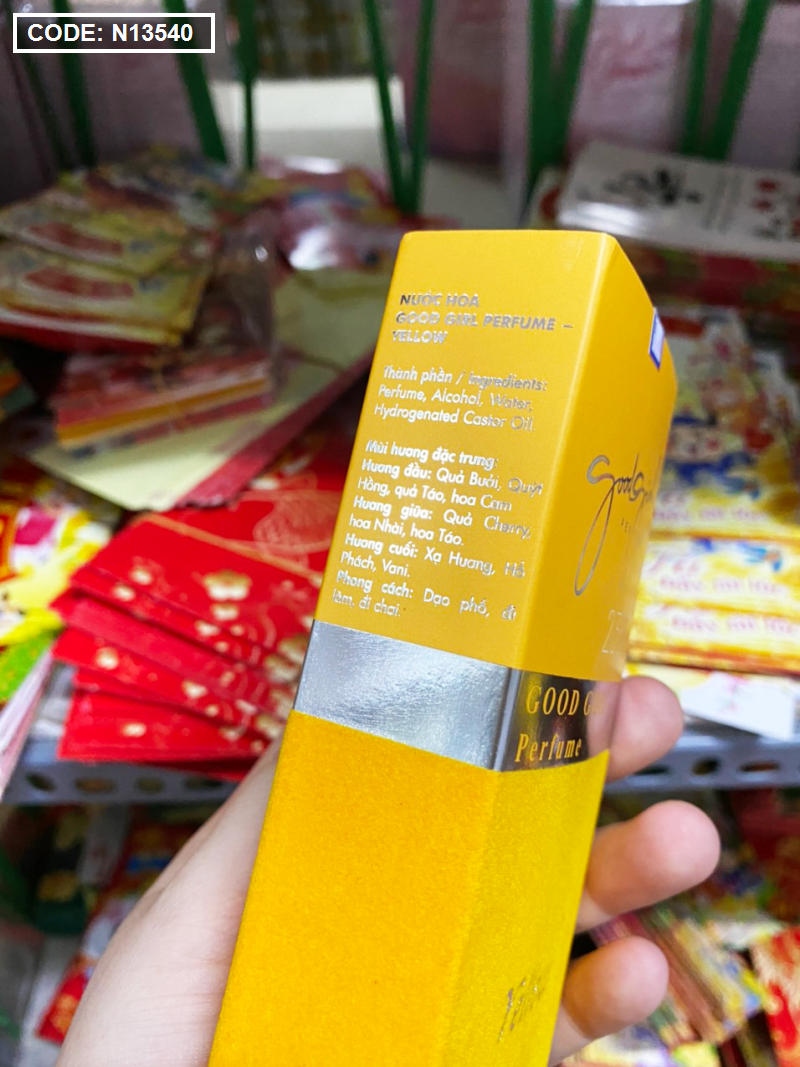 CODE: N13540
NƯỚC HOA
GOOD GIRL PERFUME –
YELLOW
Thành phần / ingredients:
Perfume, Alcohol, Water,
Hydrogenated Castor Oil.
Mùi hương đặc trưng:
Hương đầu: Quả Bưởi, Quýt
Hồng, quả Táo, hoa Cam
Hương giữa: Quả Cherry,
hoa Nhài, hoa Táo.
Hương cuối: Xạ Hương, Hổ
Phách, Vani.
Phong cách: Dạo phố, đi
làm, đi chơi.
Good
GOOD
Perfume